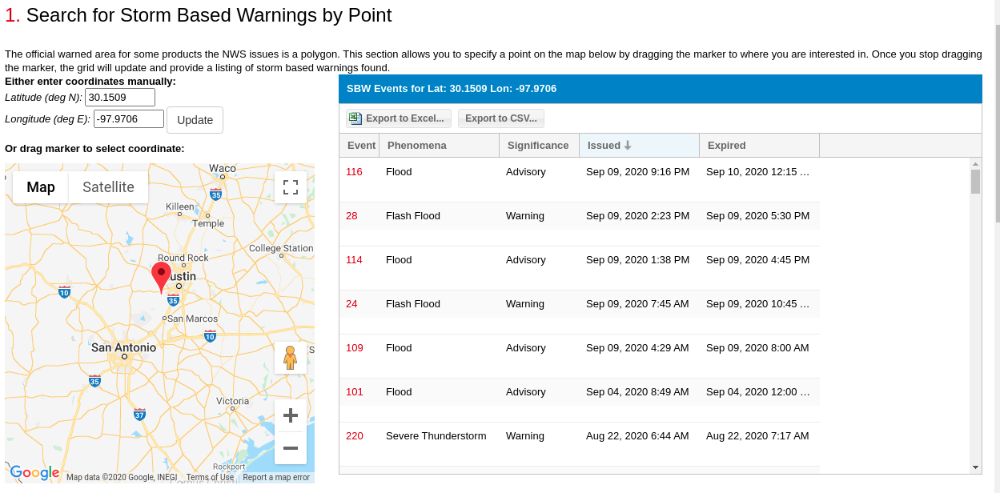 1. Search for Storm Based Warnings by Point
The official warned area for some products the NWS issues is a polygon. This section allows you to specify a point on the map below by dragging the marker to where you are interested in. Once you stop dragging
the marker, the grid will update and provide a listing of storm based warnings found.
Either enter coordinates manually:
Latitude (deg N): 30.1509
Longitude (deg E): -97.9706 Update
Or drag marker to select coordinate:
Map Satellite
Waco
35
Killeen
Temple
College Station
Round Rock
ustin
10
35
San Marcos
10
San Antonio
S
35
Victoria
37
Rockport
Corpus Christi
Google Map data ©2020 Google, INEGI Terms of Use Report a map error
SBW Events for Lat: 30.1509 Lon: -97.9706
Export to Excel... Export to CSV...
Event Phenomena Significance Issued Expired
116 Flood Advisory Sep 09, 2020 9:16 PM Sep 10, 2020 12:15 ...
28 Flash Flood Warning Sep 09, 2020 2:23 PM Sep 09, 2020 5:30 PM
114 Flood Advisory Sep 09, 2020 1:38 PM Sep 09, 2020 4:45 PM
24 Flash Flood Warning Sep 09, 2020 7:45 AM Sep 09, 2020 10:45 ...
109 Flood Advisory Sep 09, 2020 4:29 AM Sep 09, 2020 8:00 AM
101 Flood Advisory Sep 04, 2020 8:49 AM Sep 04, 2020 12:00 ...
220 Severe Thunderstorm Warning Aug 22, 2020 6:44 AM Aug 22, 2020 7:17 AM